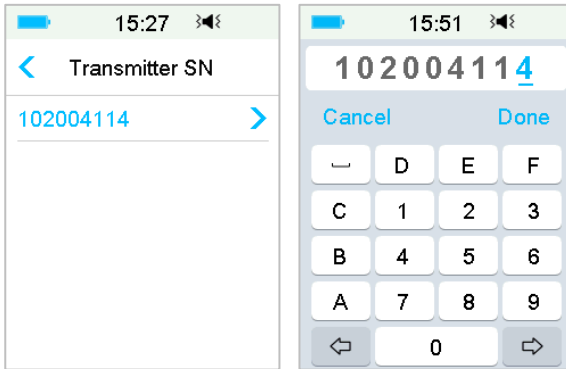 15:27
Transmitter SN
102004114
15:51
102004114
Cancel Done
D E F
C 1 2 3
B 4 5 6
A 7 8 9
0